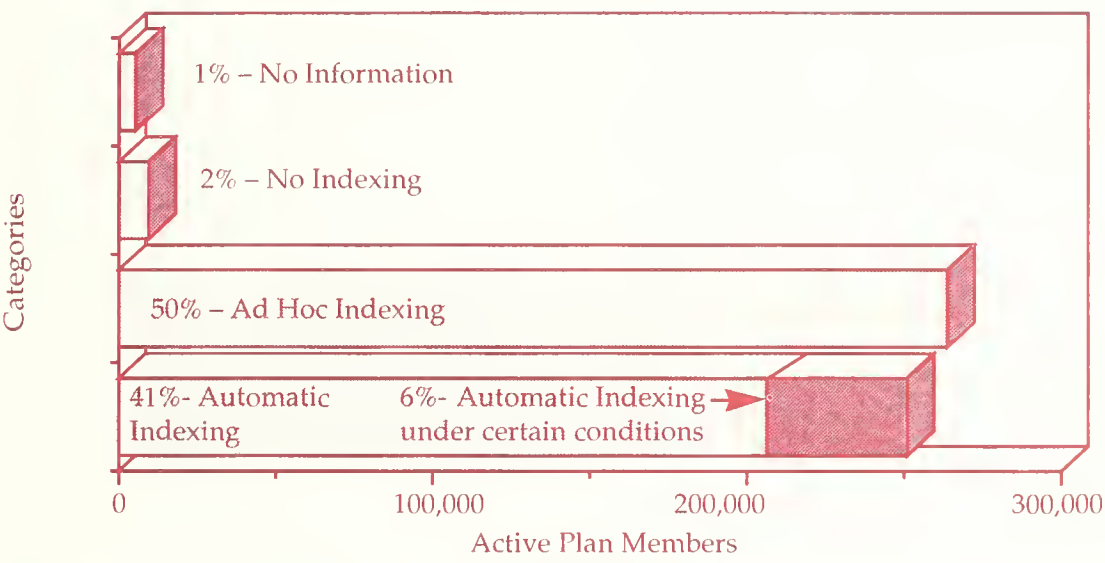 1% – No Information
2% – No Indexing
50% – Ad Hoc Indexing
41%- Automatic
Indexing
6%- Automatic Indexing
under certain conditions
Categories
0
100,000
200,000
300,000
Active Plan Members